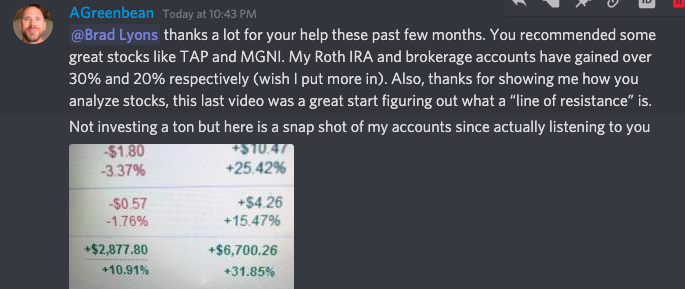 AGreenbean Today at 10:43 PM
@Brad Lyons thanks a lot for your help these past few months. You recommended some
great stocks like TAP and MGNI. My Roth IRA and brokerage accounts have gained over
30% and 20% respectively (wish I put more in). Also, thanks for showing me how you
analyze stocks, this last video was a great start figuring out what a “line of resistance” is.
Not investing a ton but here is a snap shot of my accounts since actually listening to you
-$1.80 +$10.47
-3.37% +25.42%
-$0.57 +$4.26
-1.76% +15.47%
+$2,877.80 +$6,700.26
+10.91% +31.85%